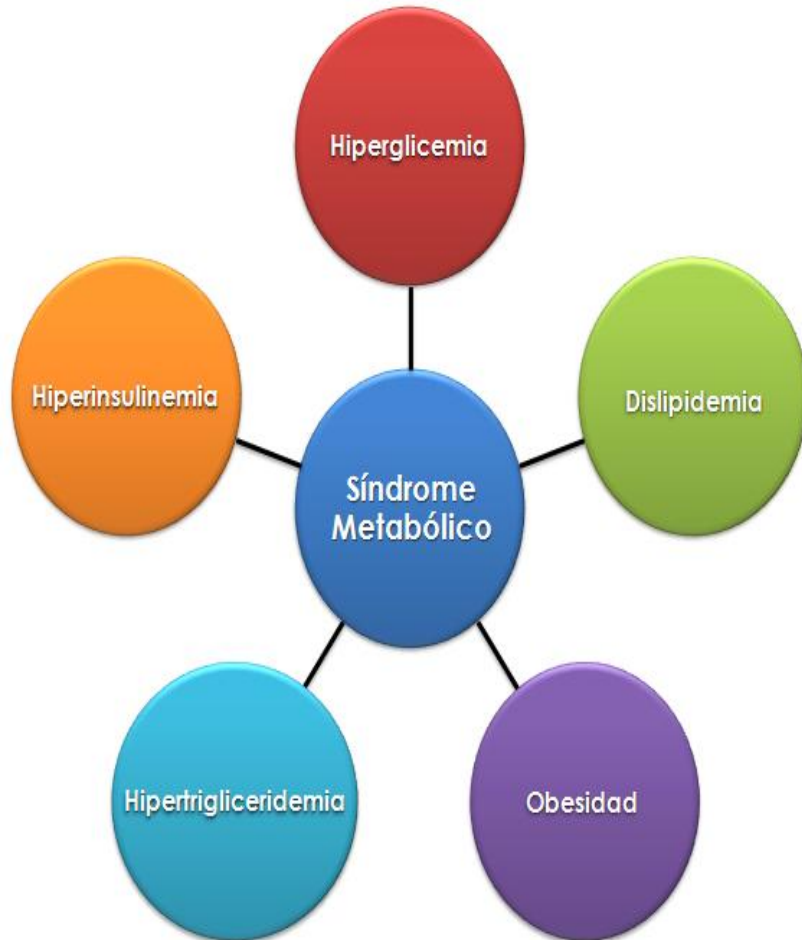 Hiperglicemia
Hiperinsulinemia
Dislipidemia
Síndrome
Metabólico
Hipertrigliceridemia
Obesidad